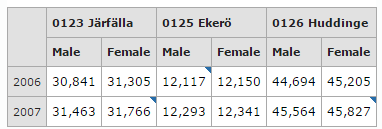 0123 Järfälla 0125 Ekerö 0126 Huddinge
Male Female Male Female Male Female
2006 30,841 31,305 12,117 12,150 44,694 45,205
2007 31,463 31,766 12,293 12,341 45,564 45,827